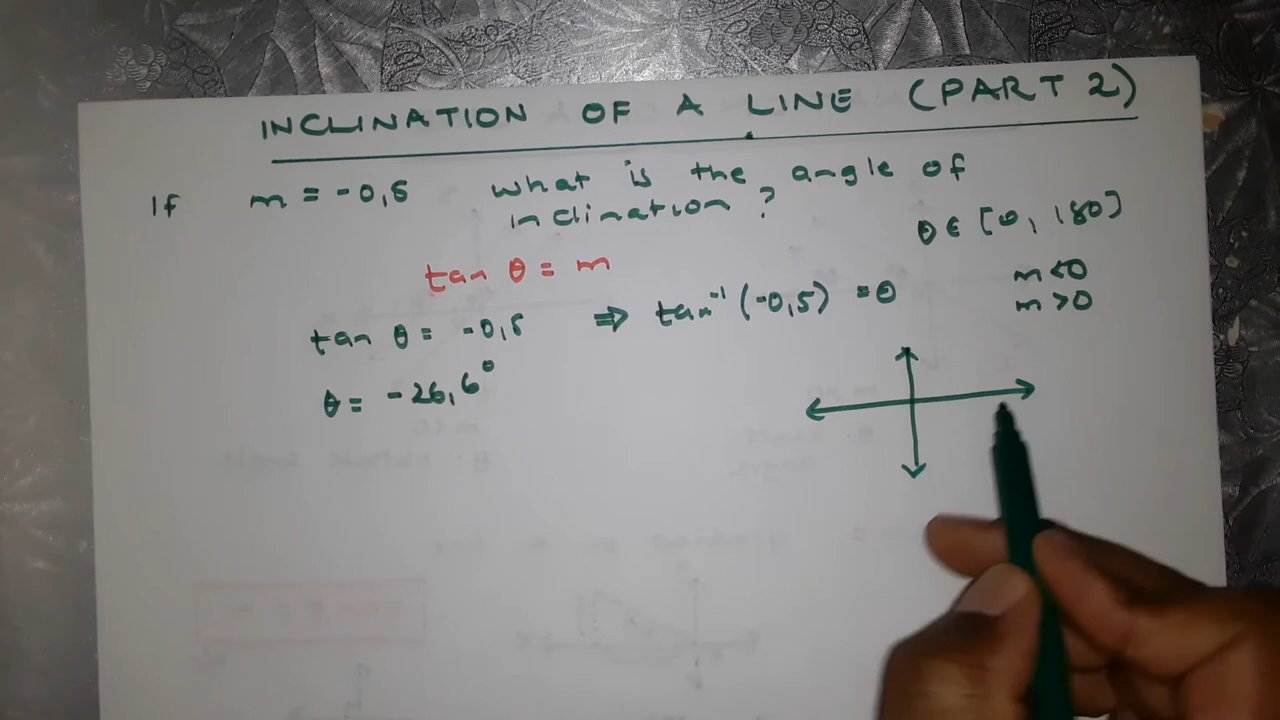 INCLINATION OF A LINE (PART 2)
If m = -0,5 what is the angle of
inclination?
θ ∈ [0, 180]
tan θ = m
m < 0
m > 0
tan θ = -0,5 ⇒ tan⁻¹ (-0,5) = θ
θ = -26,6°